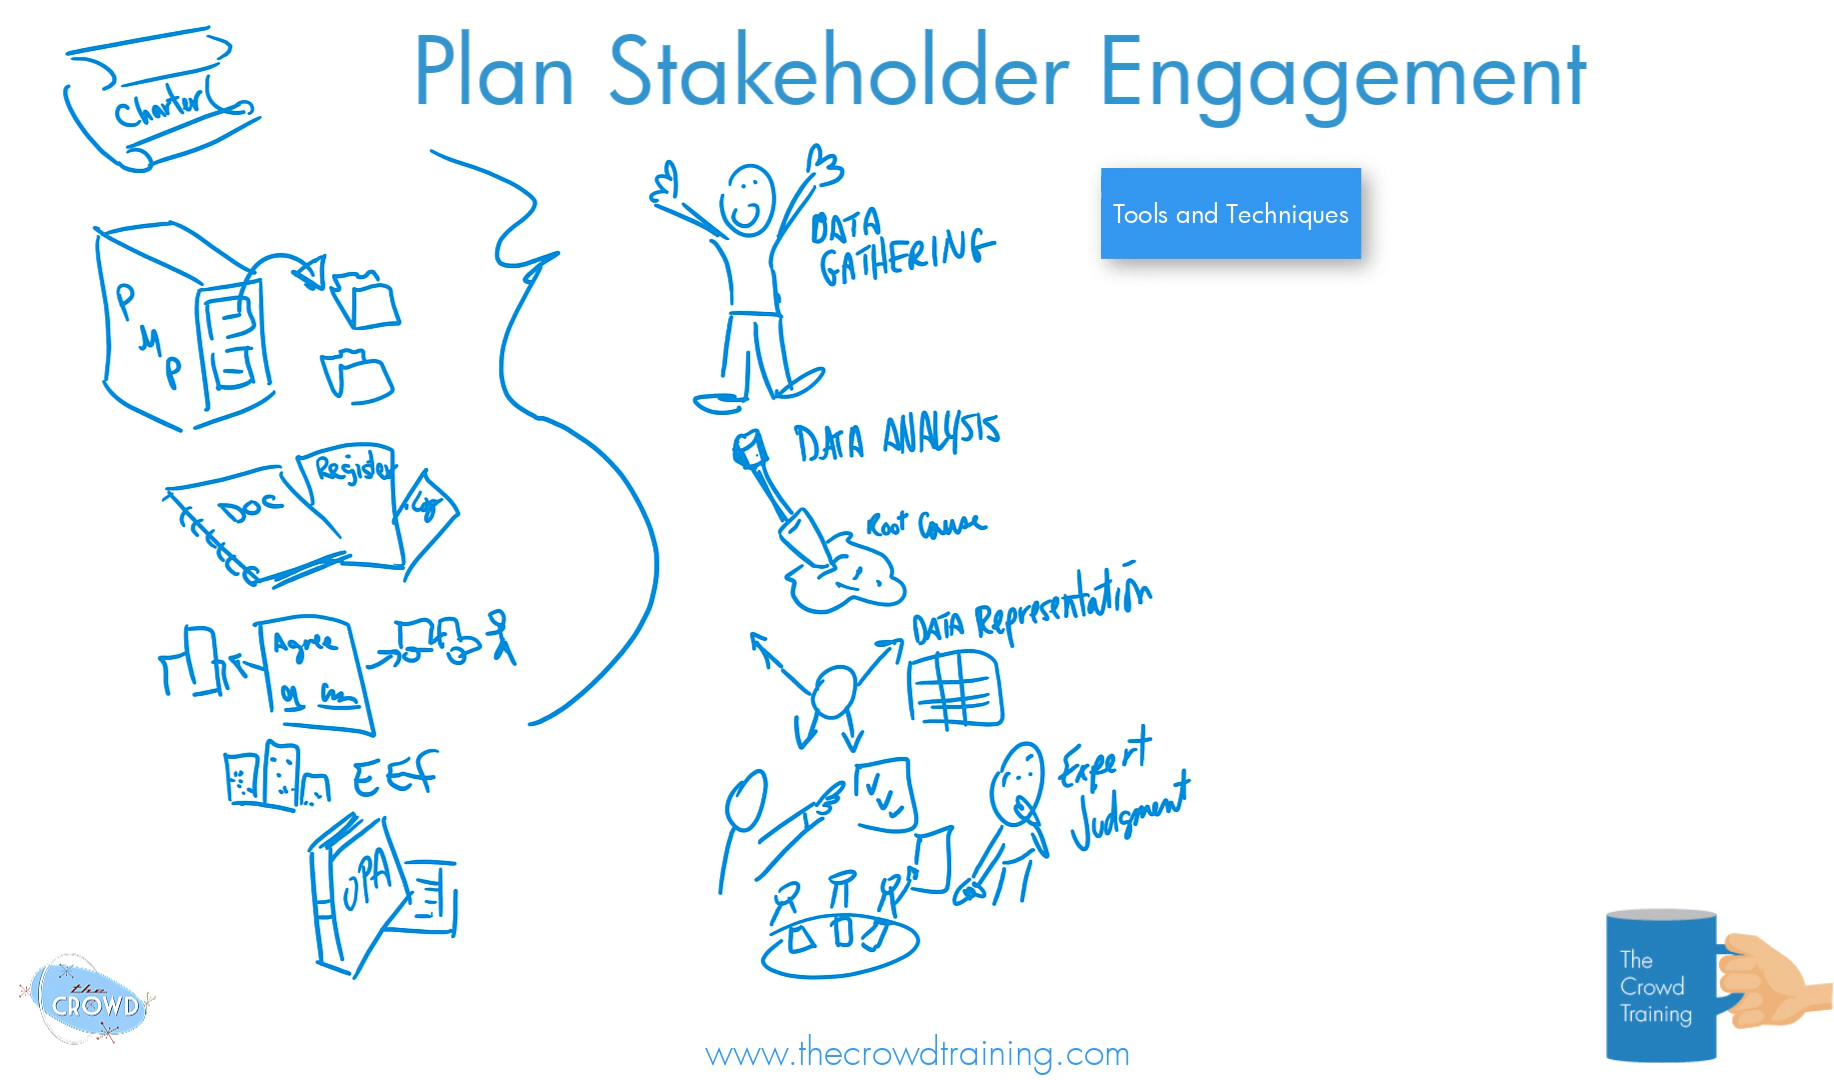 Plan Stakeholder Engagement
Charter
Tools and Techniques
DATA
GATHERING
P
M
P
DATA ANALYSIS
Register
DOC
Log
Root Cause
DATA Representation
Agree
EEF
Expert
Judgment
OPA
The
Crowd
Training
the
CROWD
www.thecrowdtraining.com